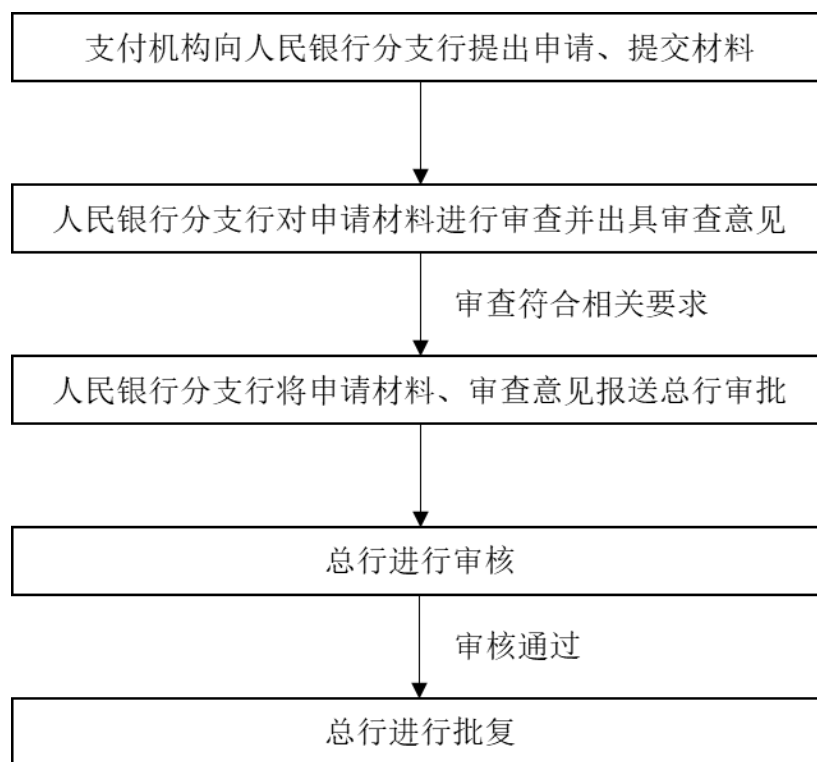 支付机构向人民银行分支行提出申请、提交材料
人民银行分支行对申请材料进行审查并出具审查意见
审查符合相关要求
人民银行分支行将申请材料、审查意见报送总行审批
总行进行审核
审核通过
总行进行批复